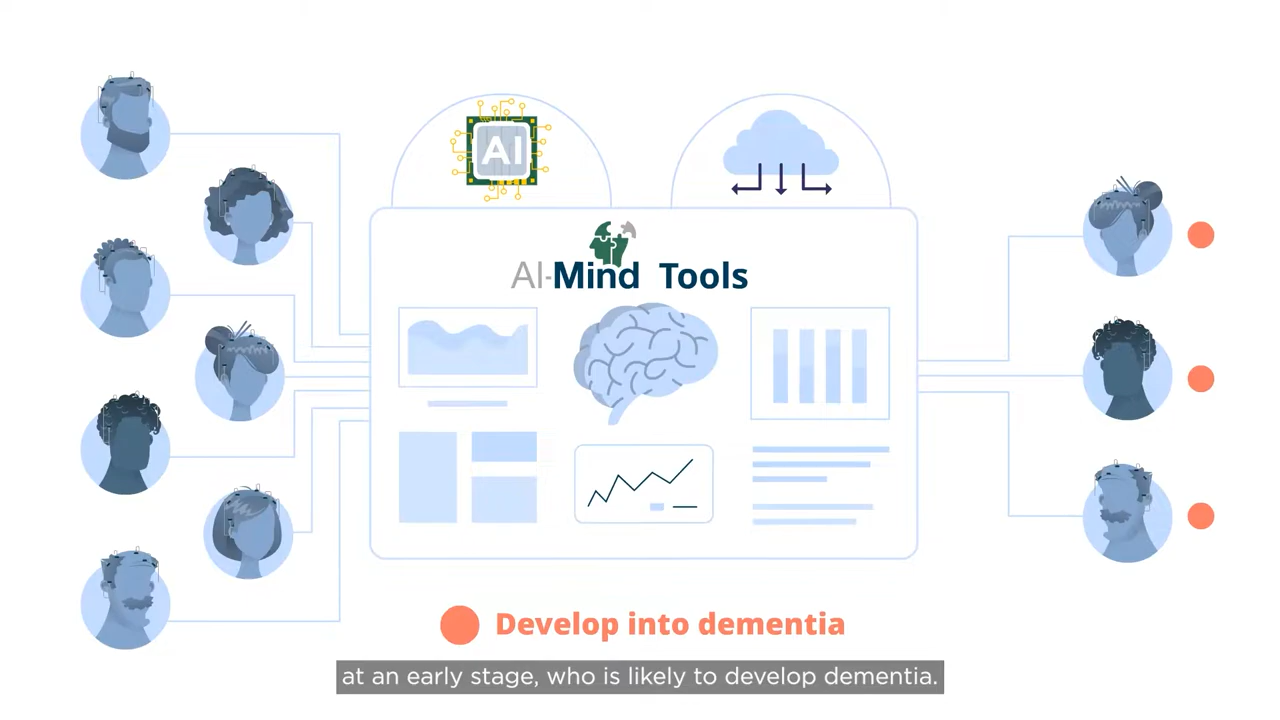 AI
AI-Mind Tools
Develop into dementia
at an early stage, who is likely to develop dementia.